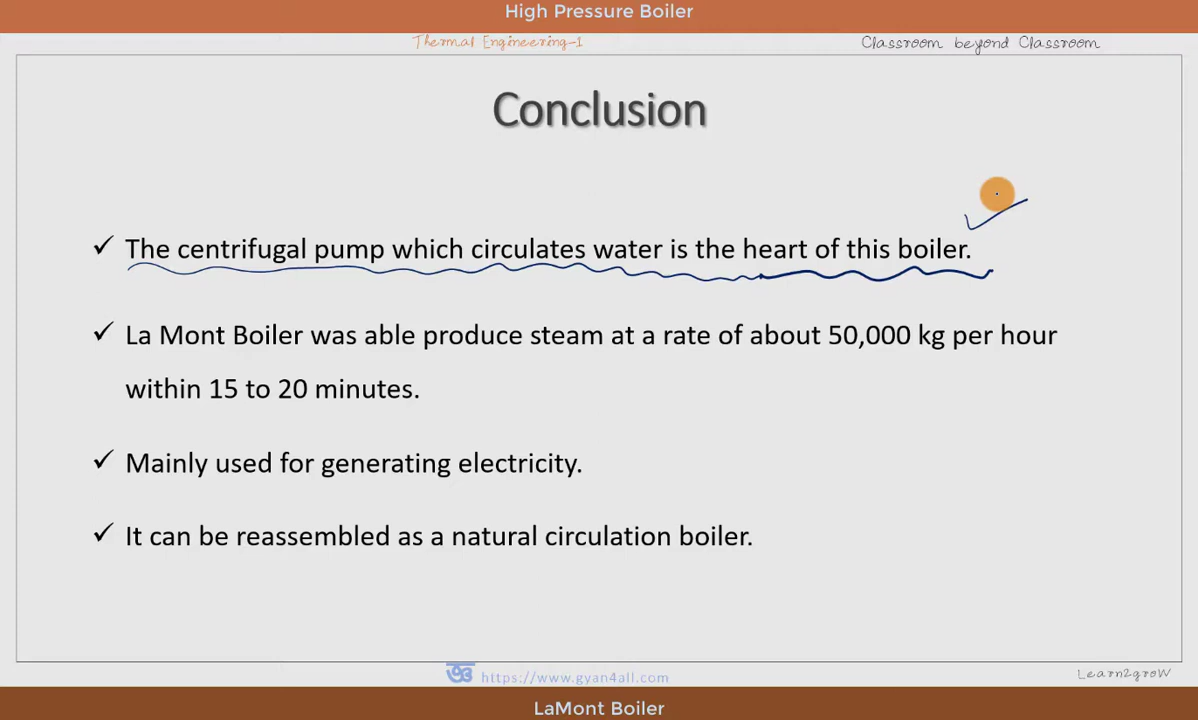 High Pressure Boiler
Thermal Engineering-1
Classroom beyond Classroom
Conclusion
✓ The centrifugal pump which circulates water is the heart of this boiler.
✓ La Mont Boiler was able produce steam at a rate of about 50,000 kg per hour
within 15 to 20 minutes.
✓ Mainly used for generating electricity.
✓ It can be reassembled as a natural circulation boiler.
https://www.gyan4all.com
Learn2groW
LaMont Boiler